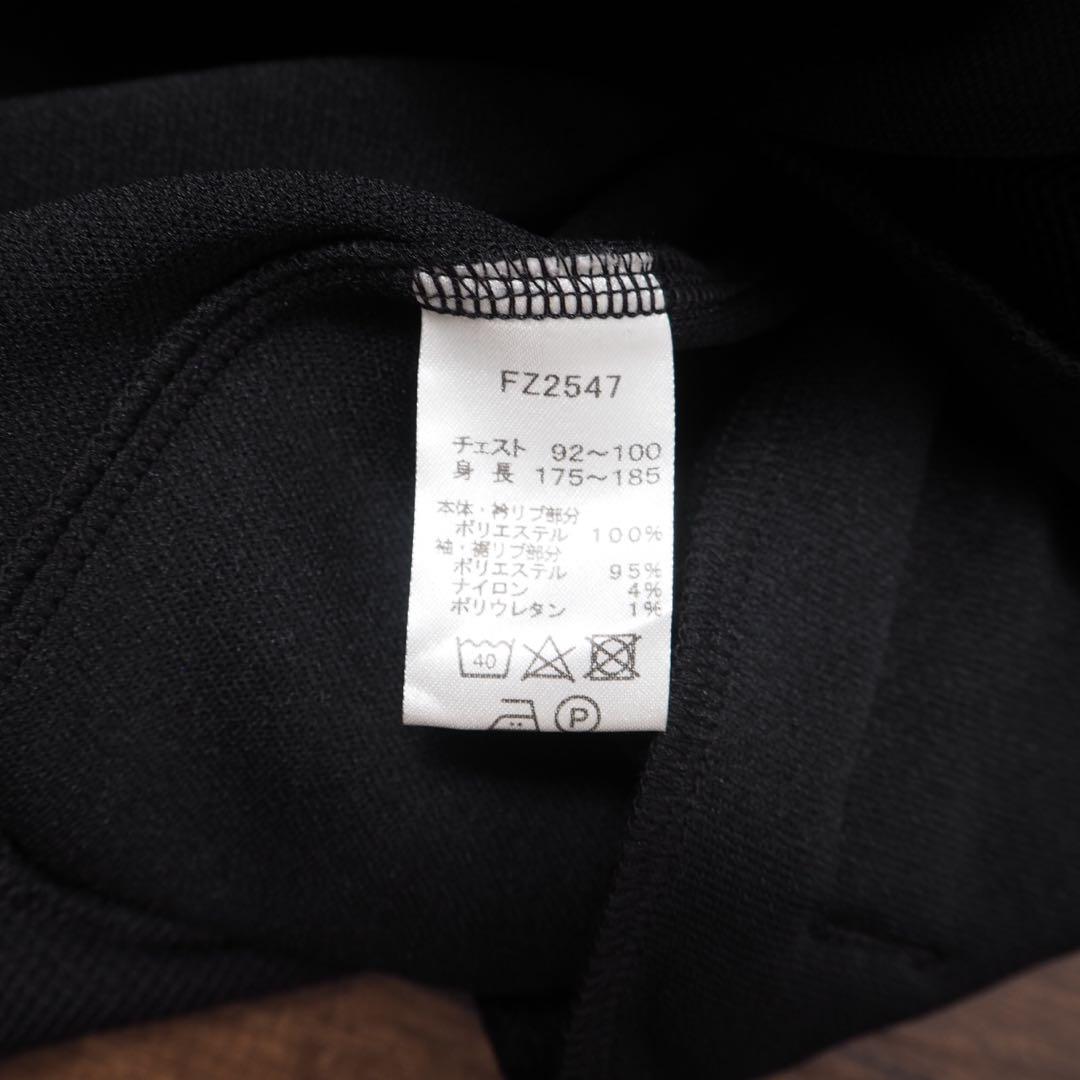 FZ2547
チェスト 92～100
身長 175～185
本体・衿リブ部分
ポリエステル 100%
袖・裾リブ部分
ポリエステル 95%
ナイロン 4%
ポリウレタン 1%
40
P